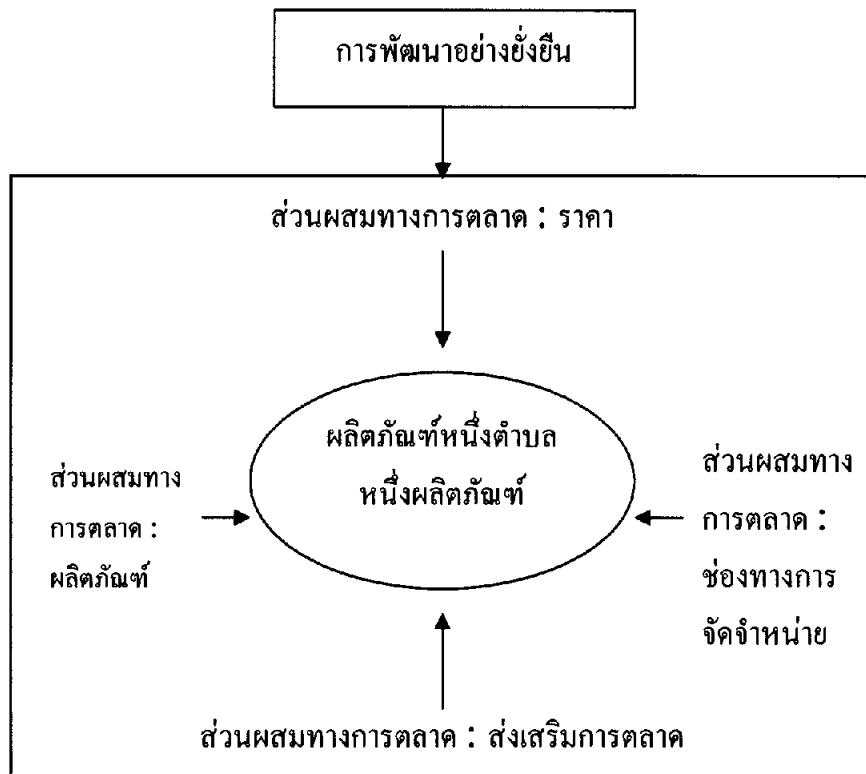 การพัฒนาอย่างยั่งยืน
ส่วนผสมทางการตลาด : ราคา
ผลิตภัณฑ์หนึ่งตำบล
หนึ่งผลิตภัณฑ์
ส่วนผสมทาง
การตลาด :
ผลิตภัณฑ์
ส่วนผสมทาง
การตลาด :
ช่องทางการ
จัดจำหน่าย
ส่วนผสมทางการตลาด : ส่งเสริมการตลาด